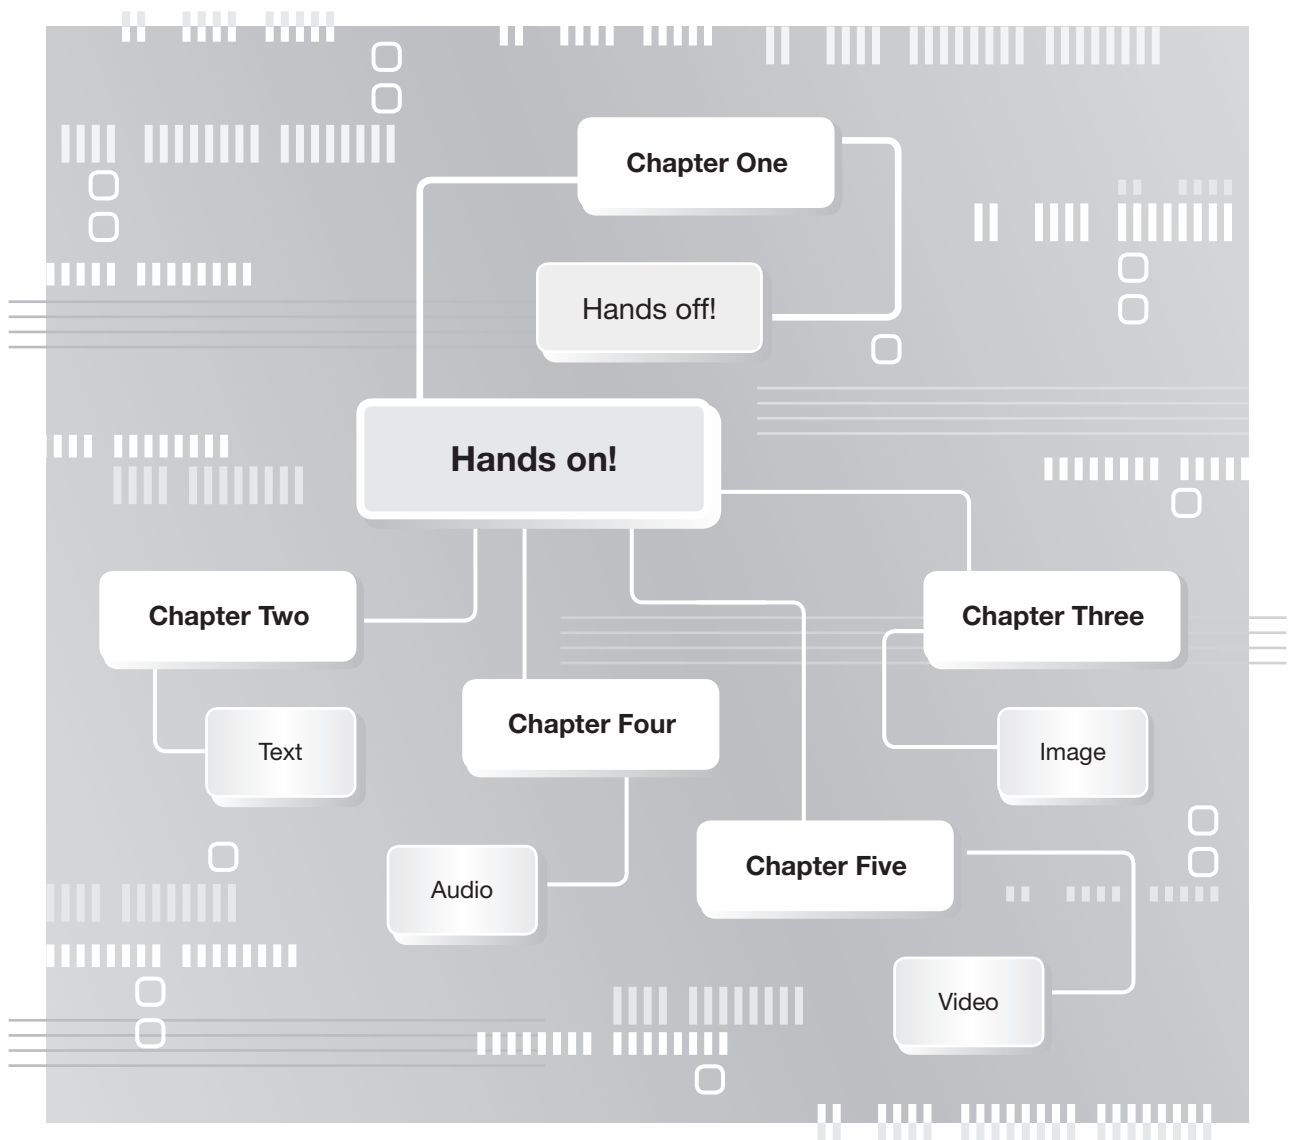 Chapter One
Hands off!
Hands on!
Chapter Two
Chapter Three
Chapter Four
Text
Image
Chapter Five
Audio
Video